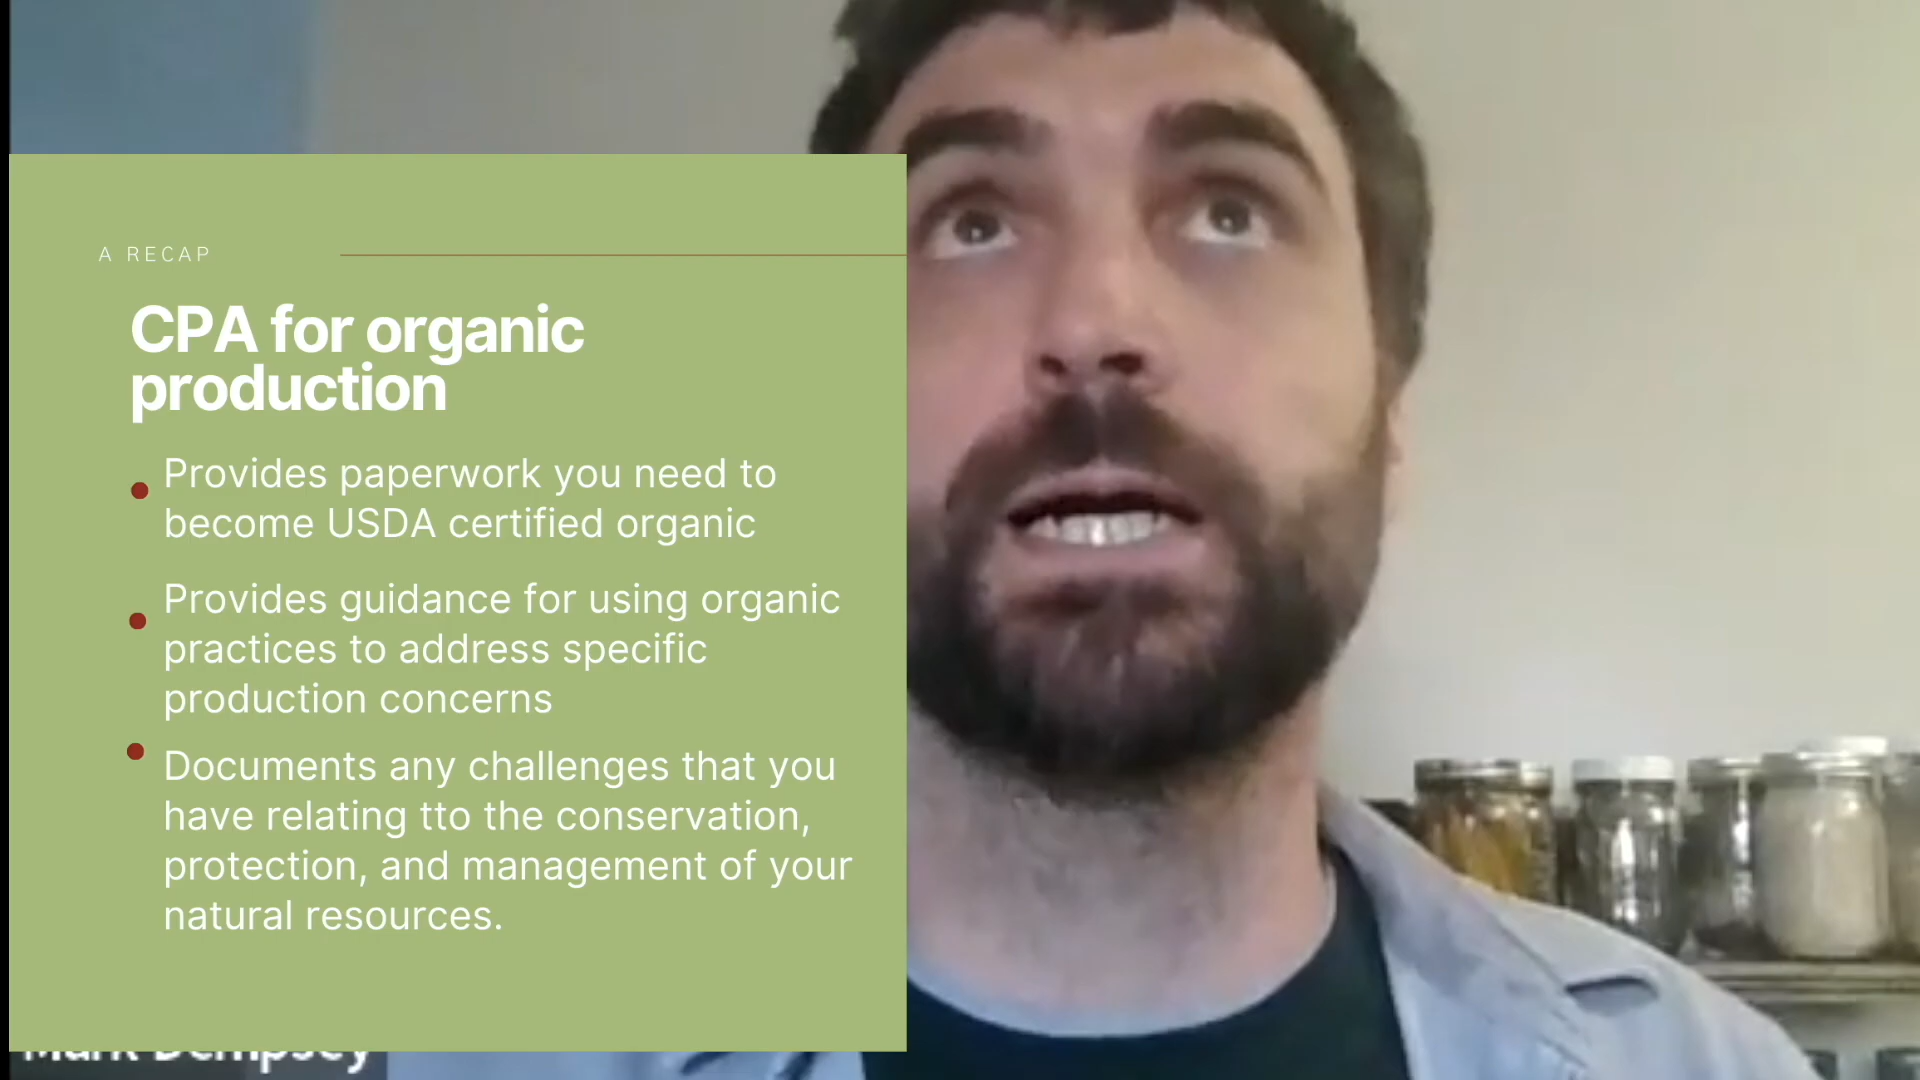 A RECAP
CPA for organic
production
Provides paperwork you need to
become USDA certified organic
Provides guidance for using organic
practices to address specific
production concerns
Documents any challenges that you
have relating tto the conservation,
protection, and management of your
natural resources.
Mark Dempsey